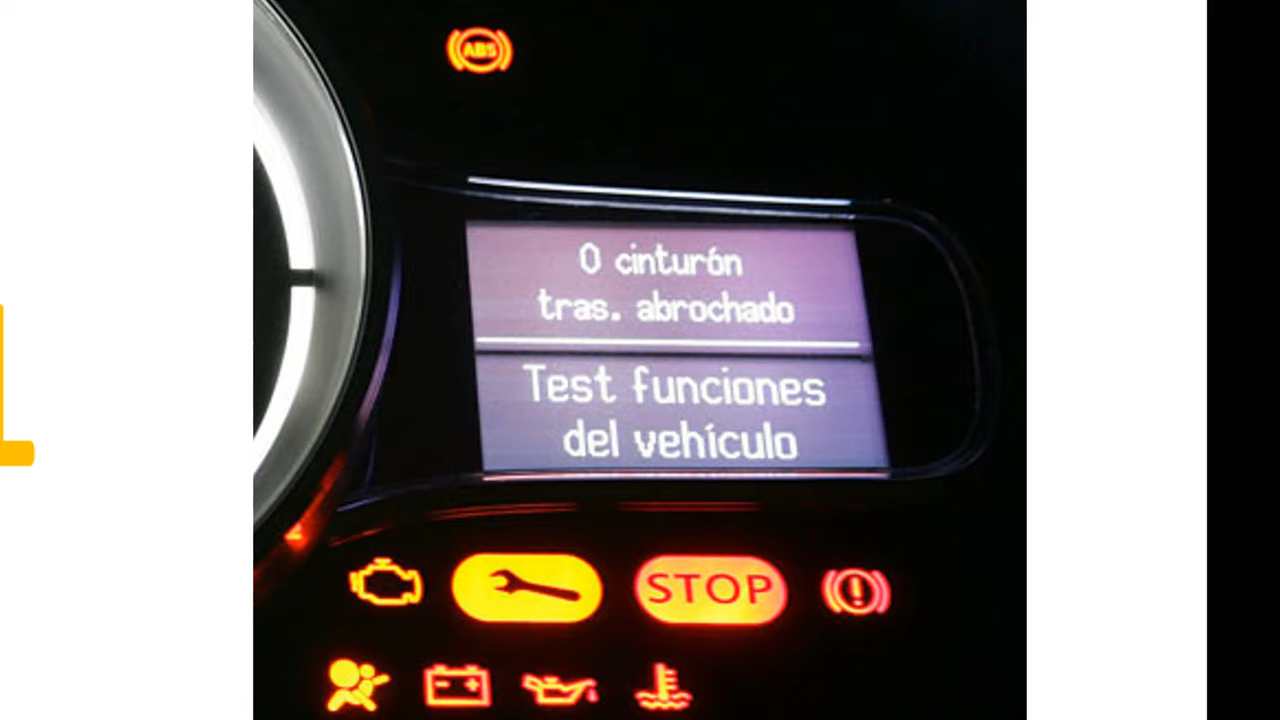 ABS
0 cinturón
tras. abrochado
Test funciones
del vehículo
STOP